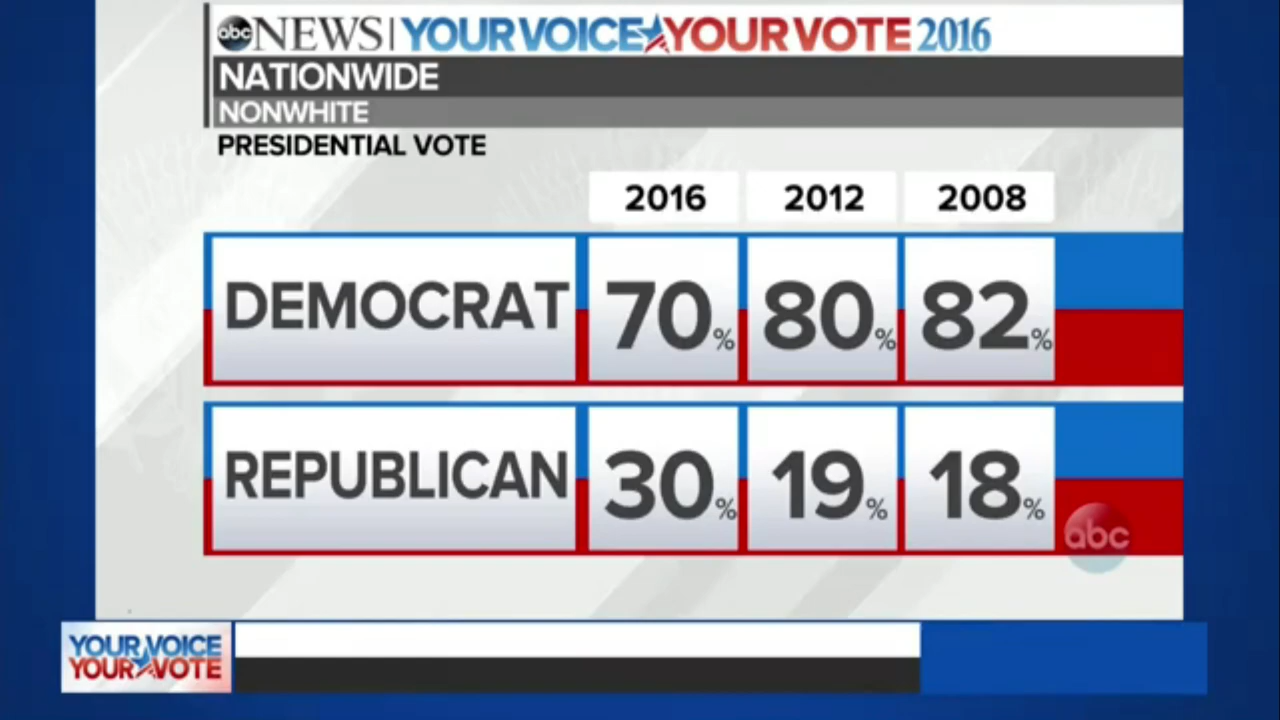 abc NEWS | YOUR VOICE YOUR VOTE 2016
NATIONWIDE
NONWHITE
PRESIDENTIAL VOTE
2016 2012 2008
DEMOCRAT 70% 80% 82%
REPUBLICAN 30% 19% 18%
abc
YOUR VOICE
YOUR VOTE